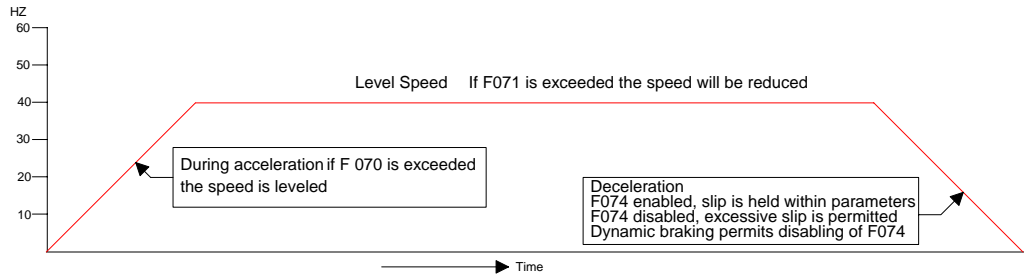 HZ
60
50
40
30
20
10
Level Speed If F071 is exceeded the speed will be reduced
During acceleration if F 070 is exceeded
the speed is leveled
Deceleration
F074 enabled, slip is held within parameters
F074 disabled, excessive slip is permitted
Dynamic braking permits disabling of F074
Time